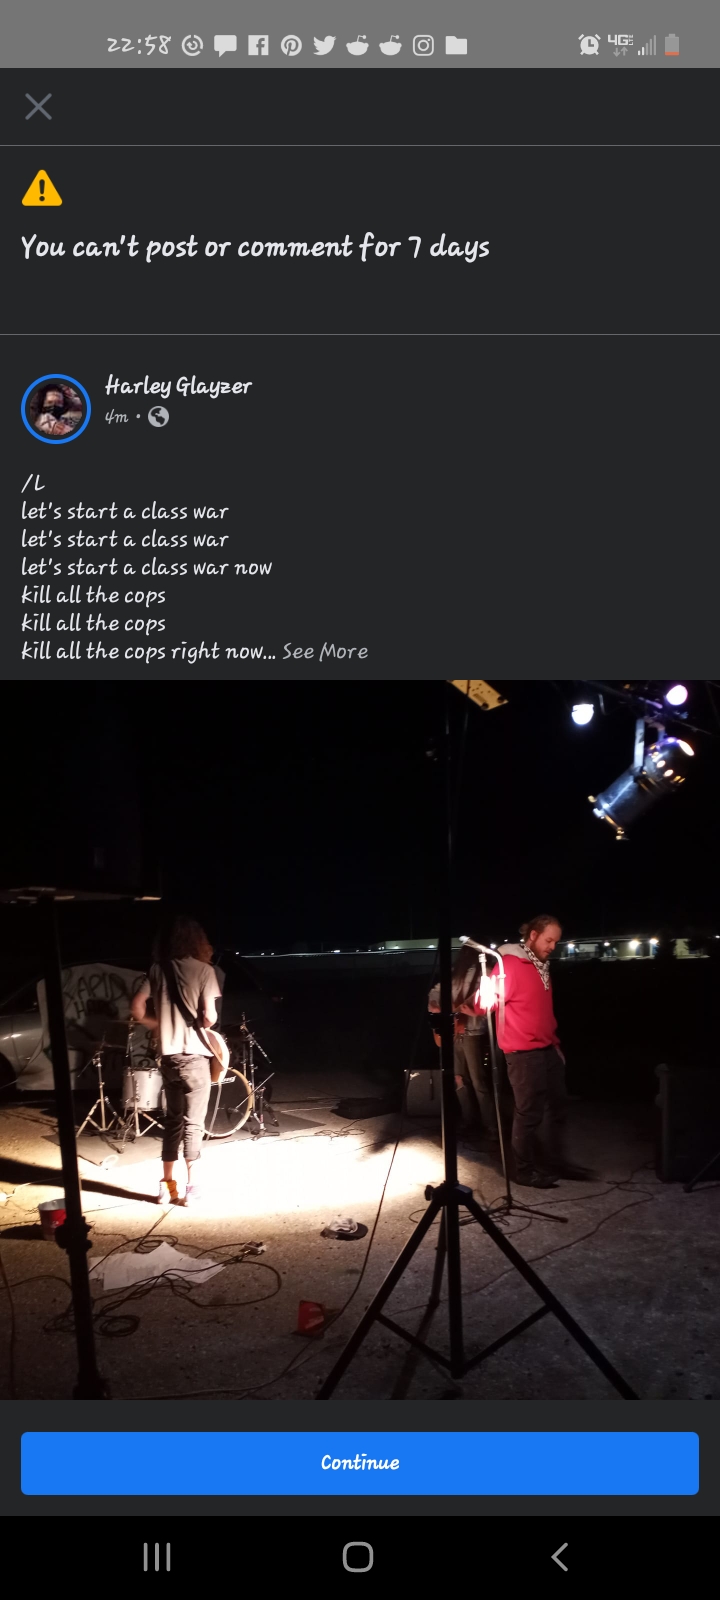 22:58
4GE
You can't post or comment for 7 days
Harley Glayzer
4m •
/L
let's start a class war
let's start a class war
let's start a class war now
kill all the cops
kill all the cops
kill all the cops right now... See More
Continue